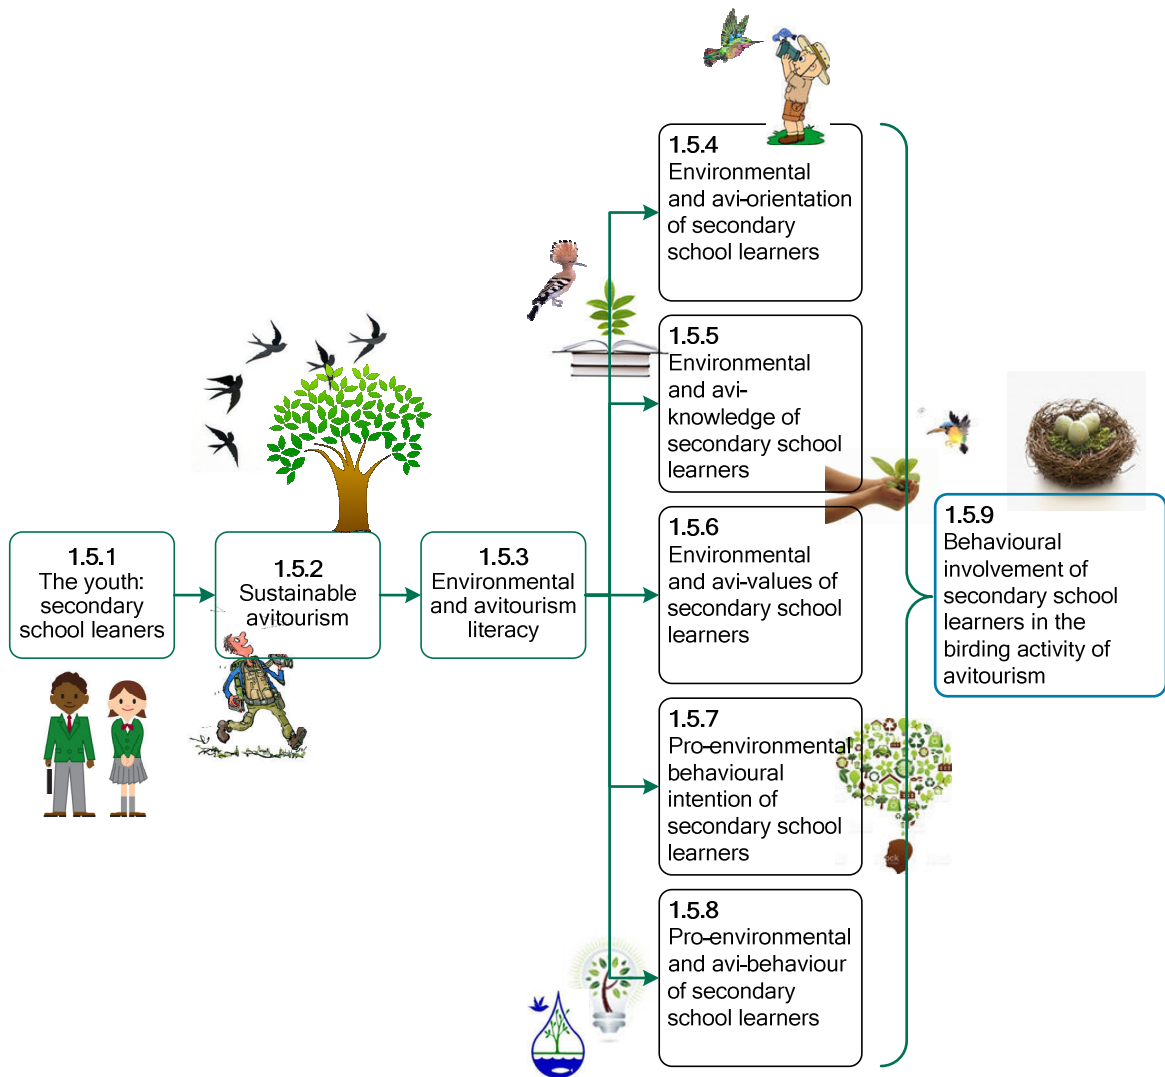 1.5.1
The youth:
secondary
school leaners
1.5.2
Sustainable
avitourism
1.5.3
Environmental
and avitourism
literacy
1.5.4
Environmental
and avi-orientation
of secondary
school learners
1.5.5
Environmental
and avi-
knowledge of
secondary school
learners
1.5.6
Environmental
and avi-values of
secondary school
learners
1.5.7
Pro-environmental
behavioural
intention of
secondary school
learners
1.5.8
Pro-environmental
and avi-behaviour
of secondary
school learners
1.5.9
Behavioural
involvement of
secondary school
learners in the
birding activity of
avitourism